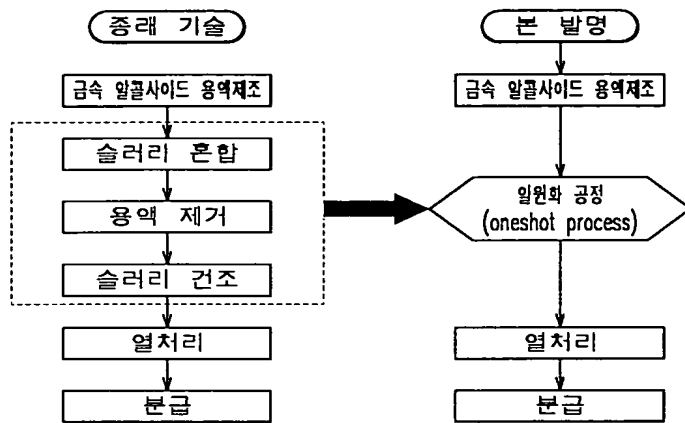 종래 기술
금속 알콜사이드 용액제조
슬러리 혼합
용액 제거
슬러리 건조
열처리
분급
본 발명
금속 알콜사이드 용액제조
일원화 공정
(oneshot process)
열처리
분급